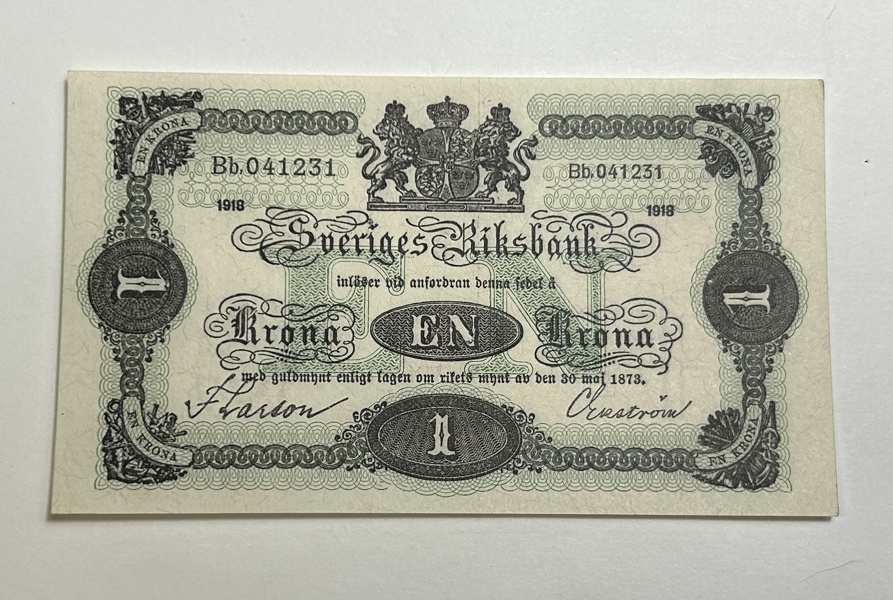 EN KRONA EN KRONA
Bb.041231 Bb.041231
1918 1918
Sveriges Riksbank
inlöser vid anfordran denna sedel å
1 1
Krona EN Krona
med guldmynt enligt lagen om rikets mynt av den 30 maj 1873.
F Larson C Ekström
1
EN KRONA EN KRONA